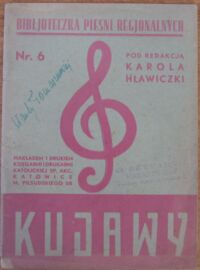 BIBLJOTECZKA PIEŚNI REGJONALNYCH
Nr. 6
POD REDAKCJĄ
KAROLA
HŁAWICZKI
NAKŁADEM I DRUKIEM
KSIĘGARNI I DRUKARNI
KATOLICKIEJ SP. AKC.
KATOWICE
M. PIŁSUDSKIEGO 58
KUJAWY